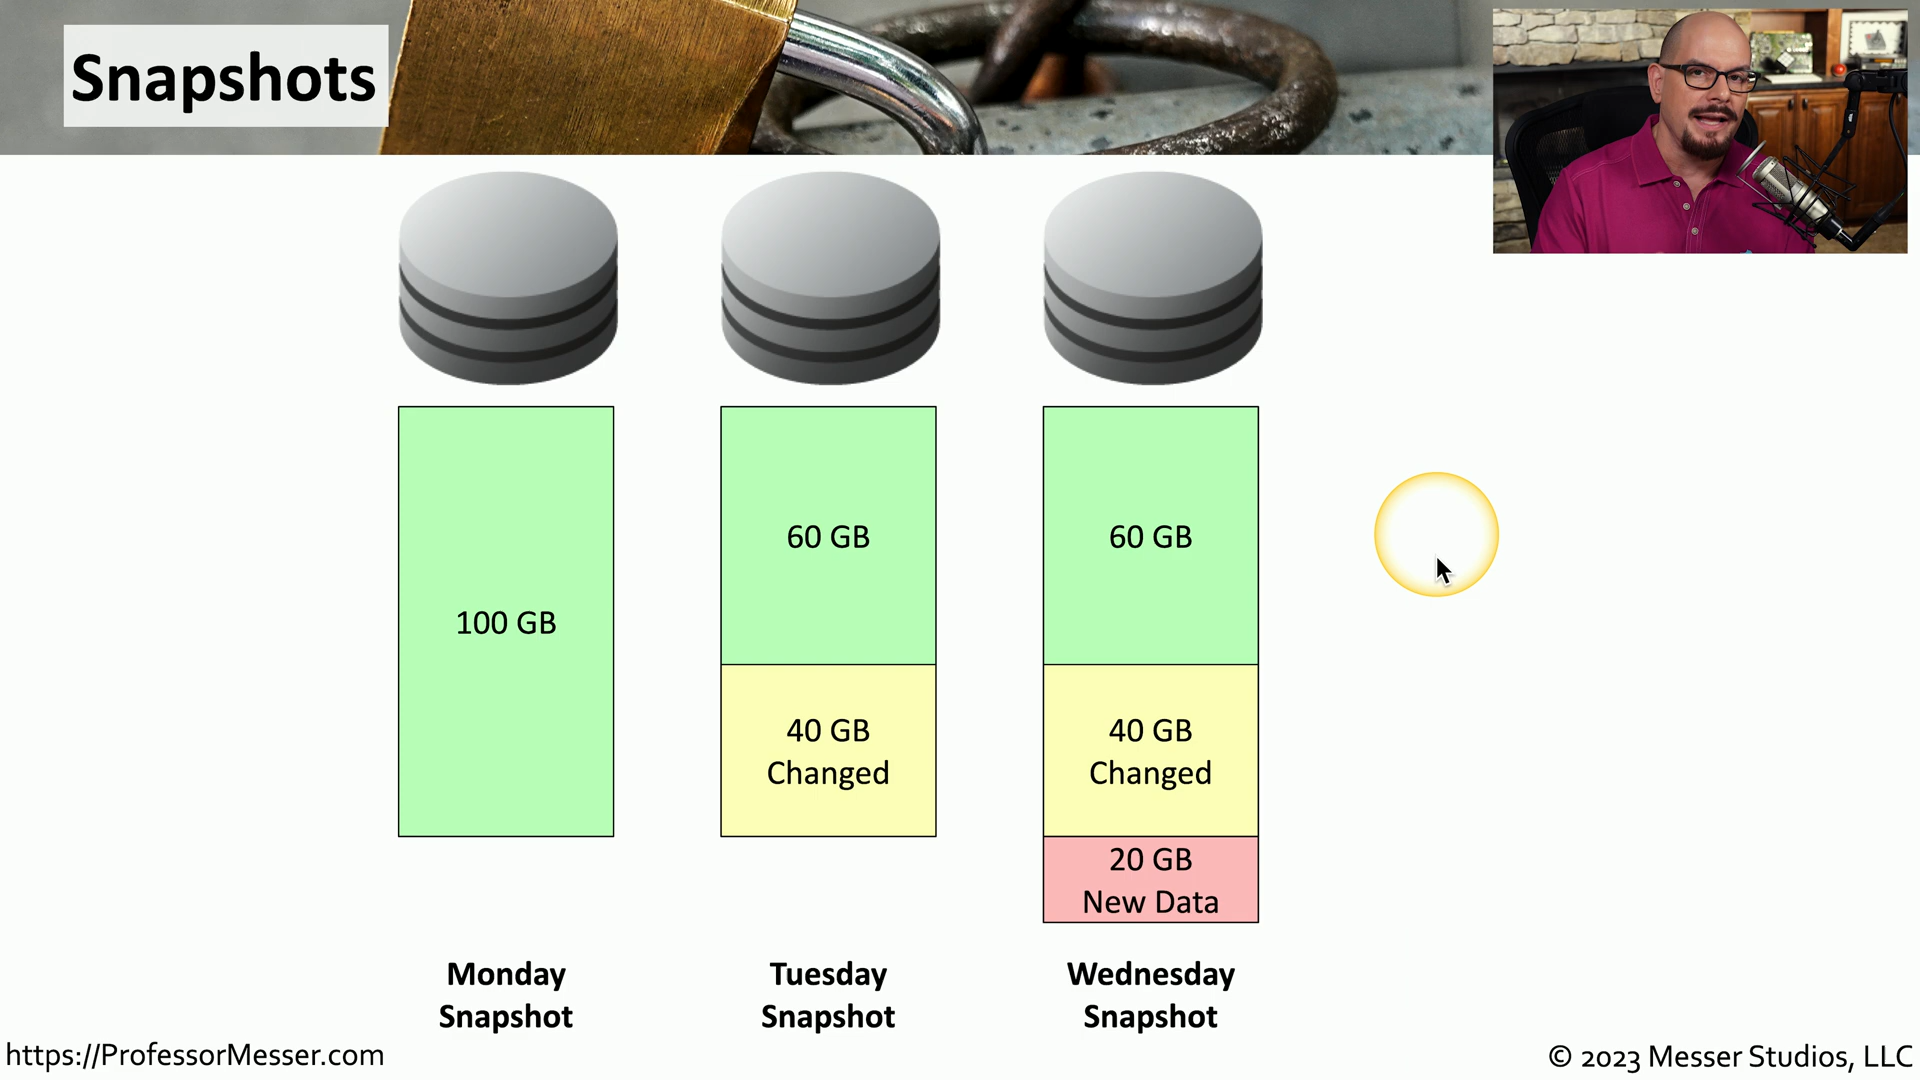 Snapshots
100 GB
60 GB
40 GB
Changed
60 GB
40 GB
Changed
20 GB
New Data
Monday
Snapshot
Tuesday
Snapshot
Wednesday
Snapshot
https://ProfessorMesser.com
© 2023 Messer Studios, LLC